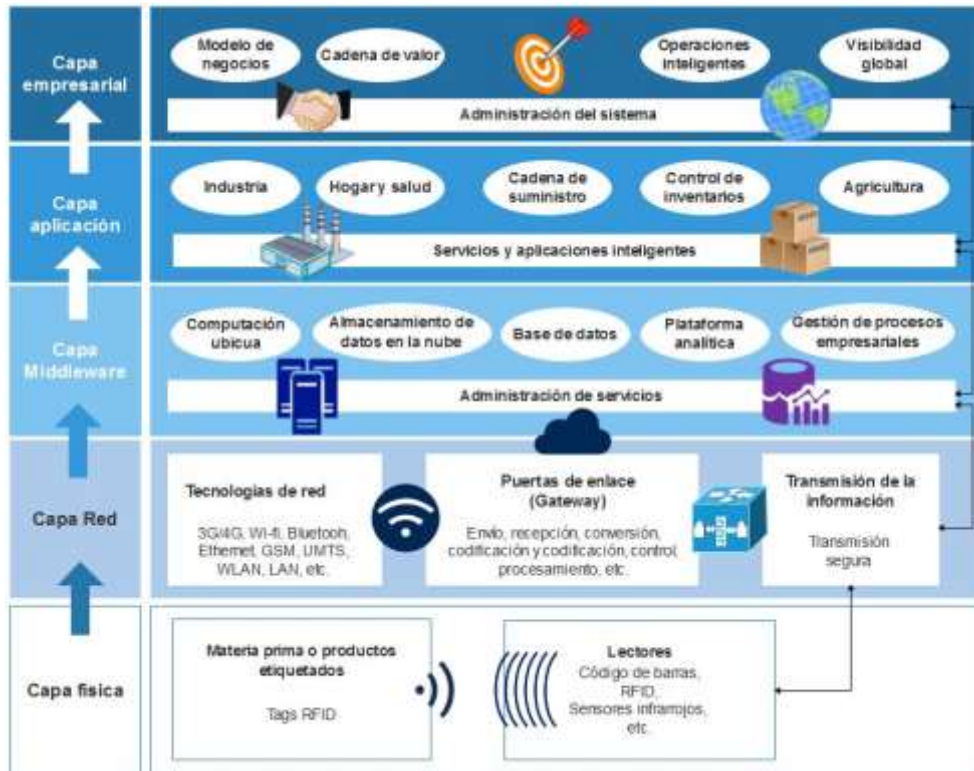 Capa
empresarial
Modelo de
negocios
Cadena de valor
Operaciones
inteligentes
Visibilidad
global
Administración del sistema
Capa
aplicación
Industria
Hogar y salud
Cadena de
suministro
Control de
inventarios
Agricultura
Servicios y aplicaciones inteligentes
Capa
Middleware
Computación
ubicua
Almacenamiento de
datos en la nube
Base de datos
Plataforma
analítica
Gestión de procesos
empresariales
Administración de servicios
Capa Red
Tecnologías de red
3G/4G, Wi-fi, Bluetooh,
Ethernet, GSM, UMTS,
WLAN, LAN, etc.
Puertas de enlace
(Gateway)
Envío, recepción, conversión,
codificación y codificación, control,
procesamiento, etc.
Transmisión de la
información
Transmisión
segura
Capa física
Materia prima o productos
etiquetados
Tags RFID
Lectores
Código de barras,
RFID,
Sensores infrarrojos,
etc.